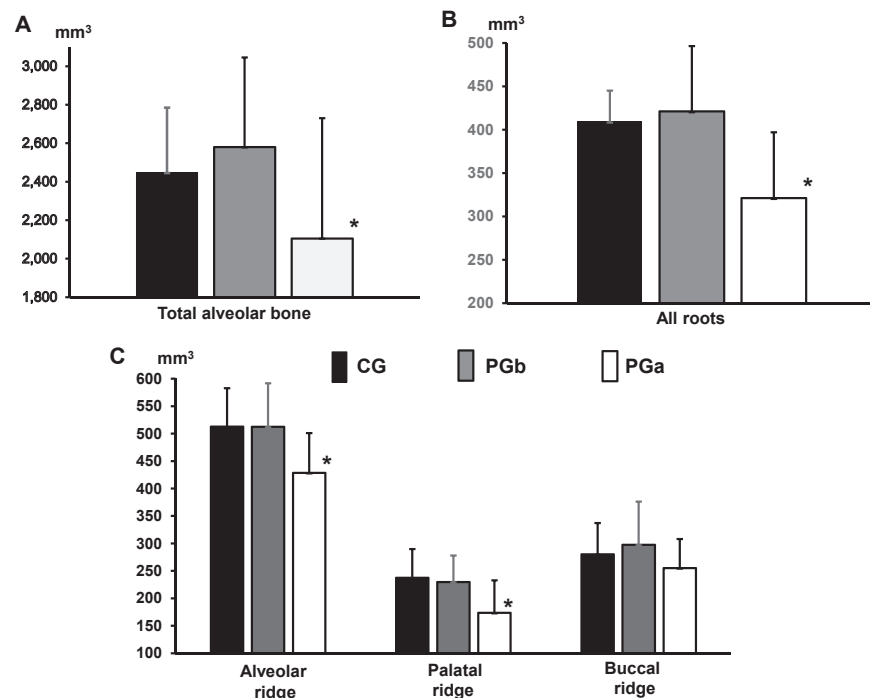 A
mm³
3,000
2,800
2,600
2,400
2,200
2,000
1,800
*
Total alveolar bone
B
mm³
500
450
400
350
300
250
200
*
All roots
C
mm³
CG
PGb
PGa
600
550
500
450
400
350
300
250
200
150
100
*
*
Alveolar
ridge
Palatal
ridge
Buccal
ridge